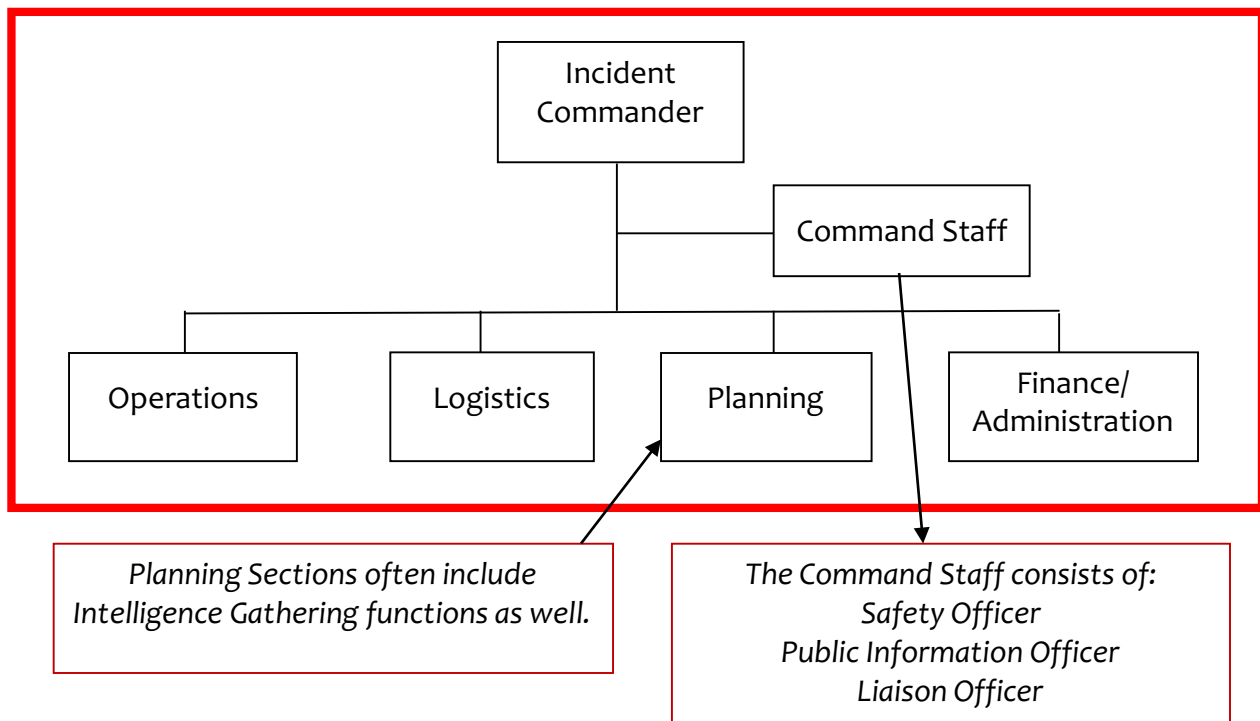 Incident
Commander
Command Staff
Operations
Logistics
Planning
Finance/
Administration
Planning Sections often include
Intelligence Gathering functions as well.
The Command Staff consists of:
Safety Officer
Public Information Officer
Liaison Officer